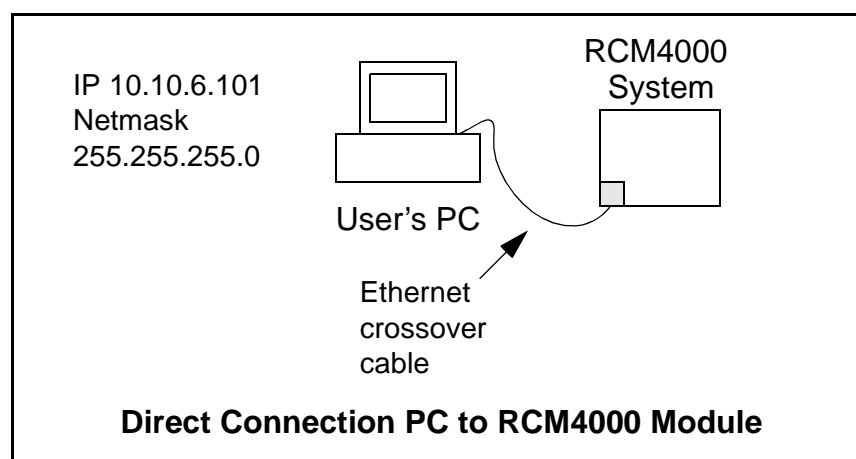 IP 10.10.6.101
Netmask
255.255.255.0
RCM4000
System
User's PC
Ethernet
crossover
cable
Direct Connection PC to RCM4000 Module